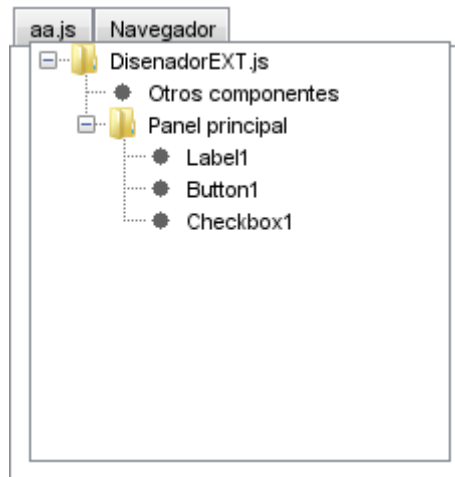 aa.js Navegador
DisenadorEXT.js
Otros componentes
Panel principal
Label1
Button1
Checkbox1